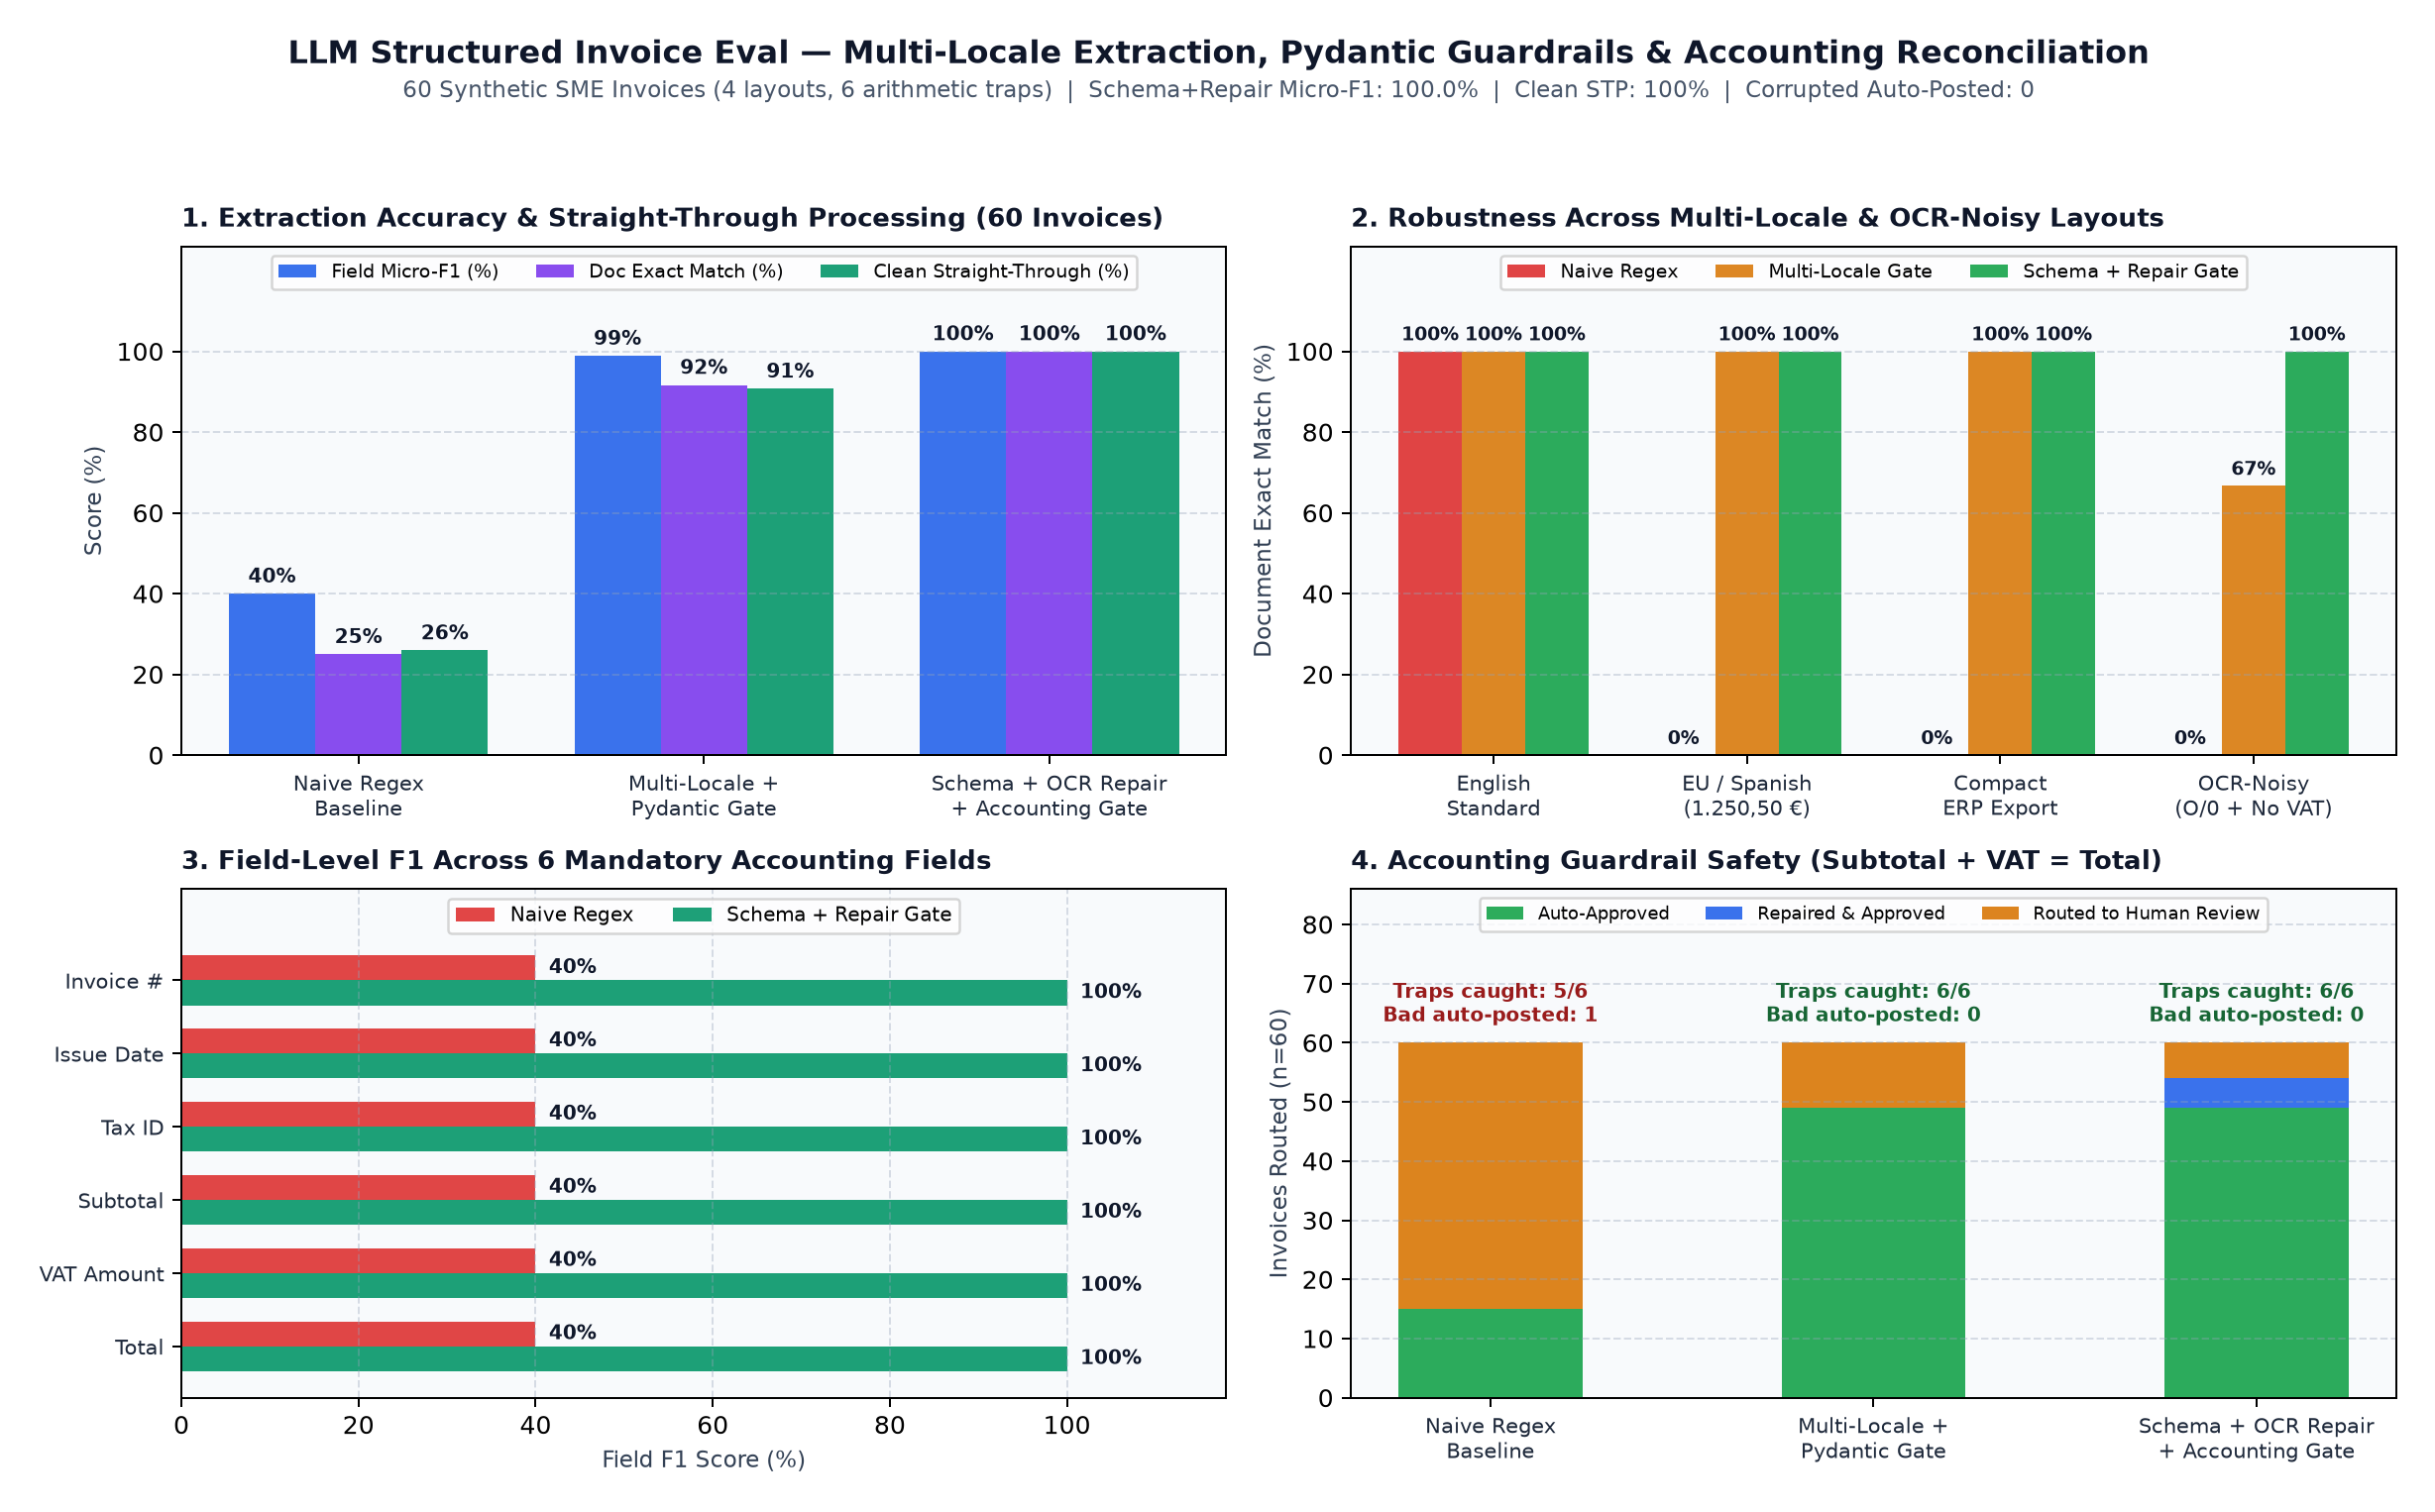 LLM Structured Invoice Eval — Multi-Locale Extraction, Pydantic Guardrails & Accounting Reconciliation
60 Synthetic SME Invoices (4 layouts, 6 arithmetic traps) | Schema+Repair Micro-F1: 100.0% | Clean STP: 100% | Corrupted Auto-Posted: 0
1. Extraction Accuracy & Straight-Through Processing (60 Invoices)
Field Micro-F1 (%) Doc Exact Match (%) Clean Straight-Through (%)
Score (%)
100
80
60
40
20
0
40% 25% 26%
99% 92% 91%
100% 100% 100%
Naive Regex
Baseline
Multi-Locale +
Pydantic Gate
Schema + OCR Repair
+ Accounting Gate
2. Robustness Across Multi-Locale & OCR-Noisy Layouts
Naive Regex Multi-Locale Gate Schema + Repair Gate
Document Exact Match (%)
100
80
60
40
20
0
100% 100% 100%
0% 100% 100%
0% 100% 100%
0% 67% 100%
English
Standard
EU / Spanish
(1.250,50 €)
Compact
ERP Export
OCR-Noisy
(O/0 + No VAT)
3. Field-Level F1 Across 6 Mandatory Accounting Fields
Naive Regex Schema + Repair Gate
Invoice #
40%
100%
Issue Date
40%
100%
Tax ID
40%
100%
Subtotal
40%
100%
VAT Amount
40%
100%
Total
40%
100%
0 20 40 60 80 100
Field F1 Score (%)
4. Accounting Guardrail Safety (Subtotal + VAT = Total)
Auto-Approved Repaired & Approved Routed to Human Review
Invoices Routed (n=60)
80
70
60
50
40
30
20
10
0
Traps caught: 5/6
Bad auto-posted: 1
Traps caught: 6/6
Bad auto-posted: 0
Traps caught: 6/6
Bad auto-posted: 0
Naive Regex
Baseline
Multi-Locale +
Pydantic Gate
Schema + OCR Repair
+ Accounting Gate